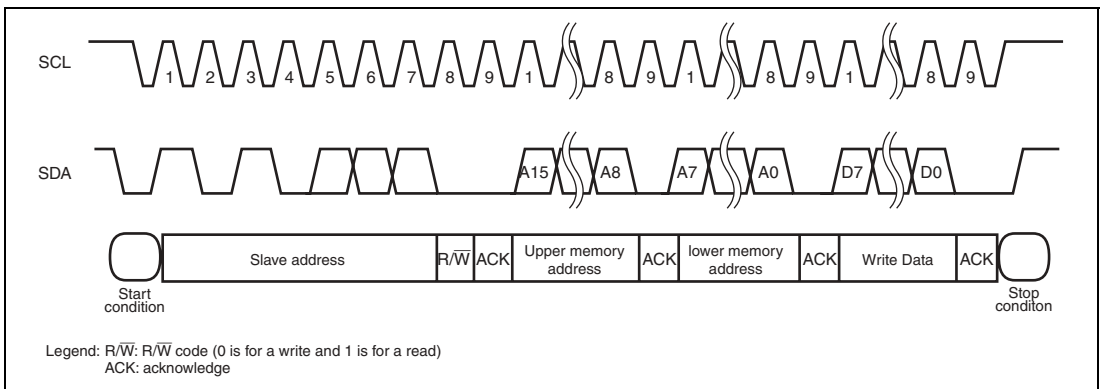 SCL
1 2 3 4 5 6 7 8 9 1 8 9 1 8 9 1 8 9
SDA
A15 A8 A7 A0 D7 D0
Slave address R/W̅ ACK Upper memory address ACK lower memory address ACK Write Data ACK
Start condition
Stop conditon
Legend: R/W̅: R/W̅ code (0 is for a write and 1 is for a read)
ACK: acknowledge